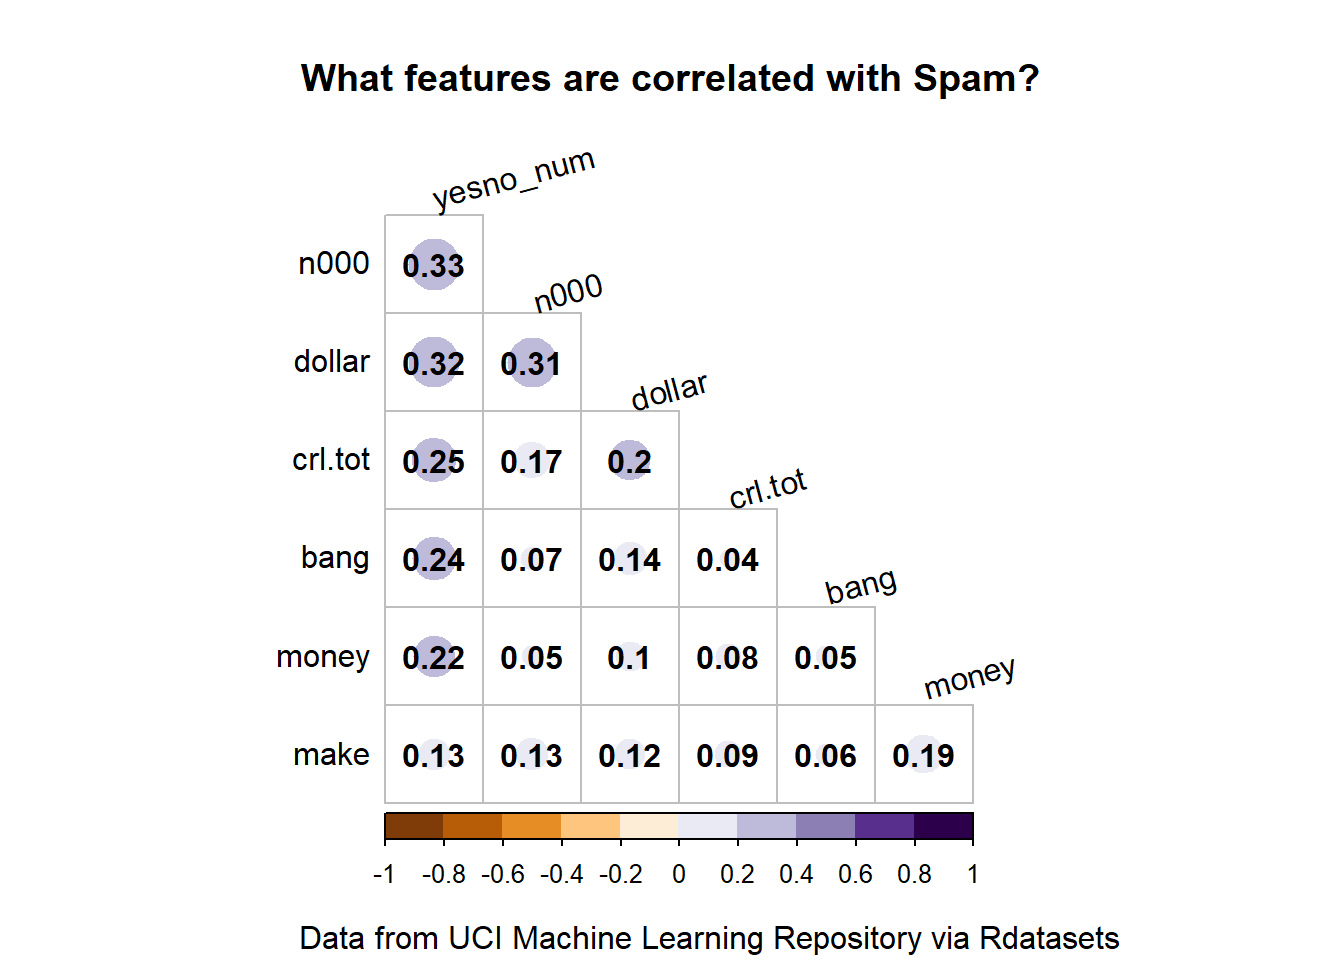 What features are correlated with Spam?
yesno_num
n000 0.33
n000
dollar 0.32 0.31
dollar
crl.tot 0.25 0.17 0.2
crl.tot
bang 0.24 0.07 0.14 0.04
bang
money 0.22 0.05 0.1 0.08 0.05
money
make 0.13 0.13 0.12 0.09 0.06 0.19
-1 -0.8 -0.6 -0.4 -0.2 0 0.2 0.4 0.6 0.8 1
Data from UCI Machine Learning Repository via Rdatasets